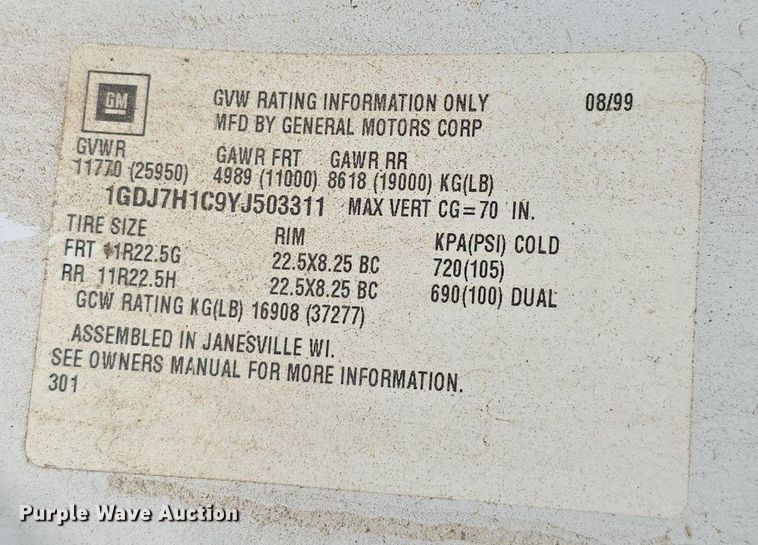 GM
GVW RATING INFORMATION ONLY 08/99
MFD BY GENERAL MOTORS CORP
GVWR GAWR FRT GAWR RR
11770 (25950) 4989 (11000) 8618 (19000) KG(LB)
1GDJ7H1C9YJ503311 MAX VERT CG=70 IN.
TIRE SIZE RIM KPA(PSI) COLD
FRT 11R22.5G 22.5X8.25 BC 720(105)
RR 11R22.5H 22.5X8.25 BC 690(100) DUAL
GCW RATING KG(LB) 16908 (37277)
ASSEMBLED IN JANESVILLE WI.
SEE OWNERS MANUAL FOR MORE INFORMATION.
301
Purple Wave Auction